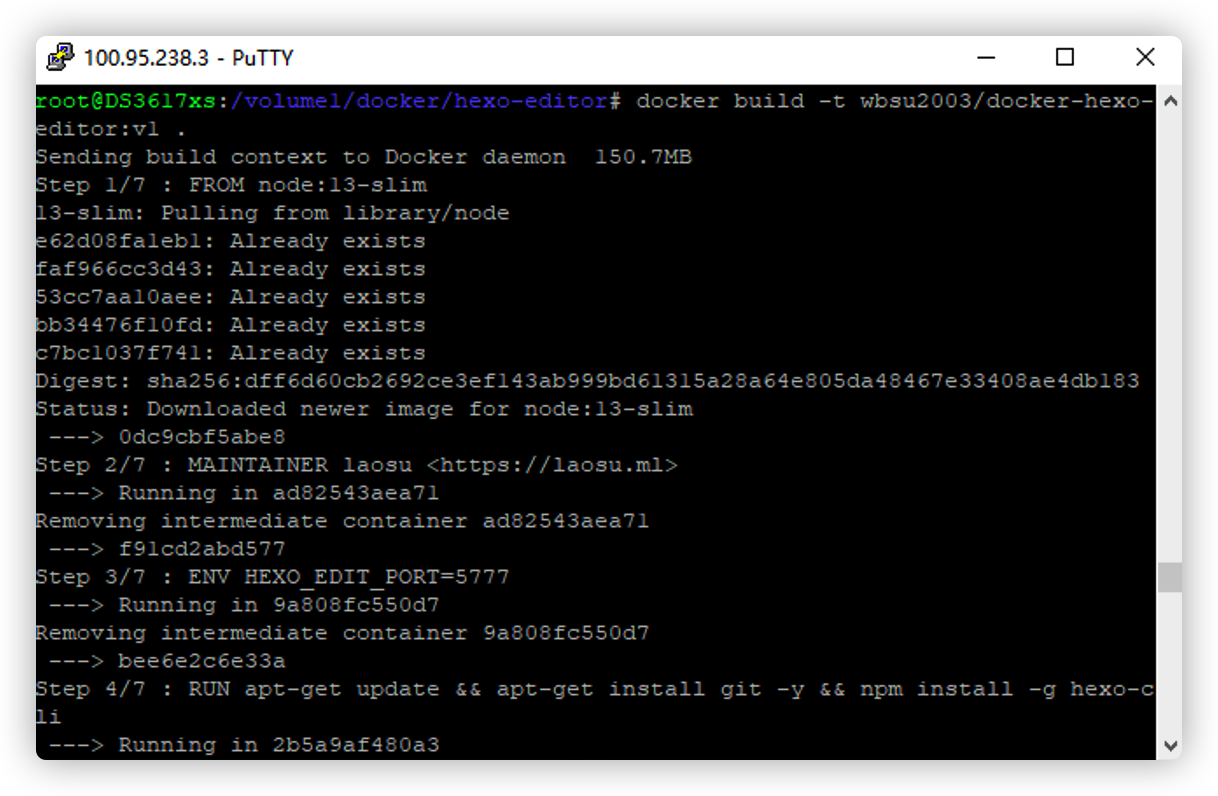 100.95.238.3 - PuTTY
root@DS3617xs:/volume1/docker/hexo-editor# docker build -t wbsu2003/docker-hexo-
editor:v1 .
Sending build context to Docker daemon  150.7MB
Step 1/7 : FROM node:13-slim
13-slim: Pulling from library/node
e62d08fa1eb1: Already exists
faf966cc3d43: Already exists
53cc7aa10aee: Already exists
bb34476f10fd: Already exists
c7bc1037f741: Already exists
Digest: sha256:dff6d60cb2692ce3ef143ab999bd61315a28a64e805da48467e33408ae4db183
Status: Downloaded newer image for node:13-slim
 ---> 0dc9cbf5abe8
Step 2/7 : MAINTAINER laosu <https://laosu.ml>
 ---> Running in ad82543aea71
Removing intermediate container ad82543aea71
 ---> f91cd2abd577
Step 3/7 : ENV HEXO_EDIT_PORT=5777
 ---> Running in 9a808fc550d7
Removing intermediate container 9a808fc550d7
 ---> bee6e2c6e33a
Step 4/7 : RUN apt-get update && apt-get install git -y && npm install -g hexo-c
li
 ---> Running in 2b5a9af480a3